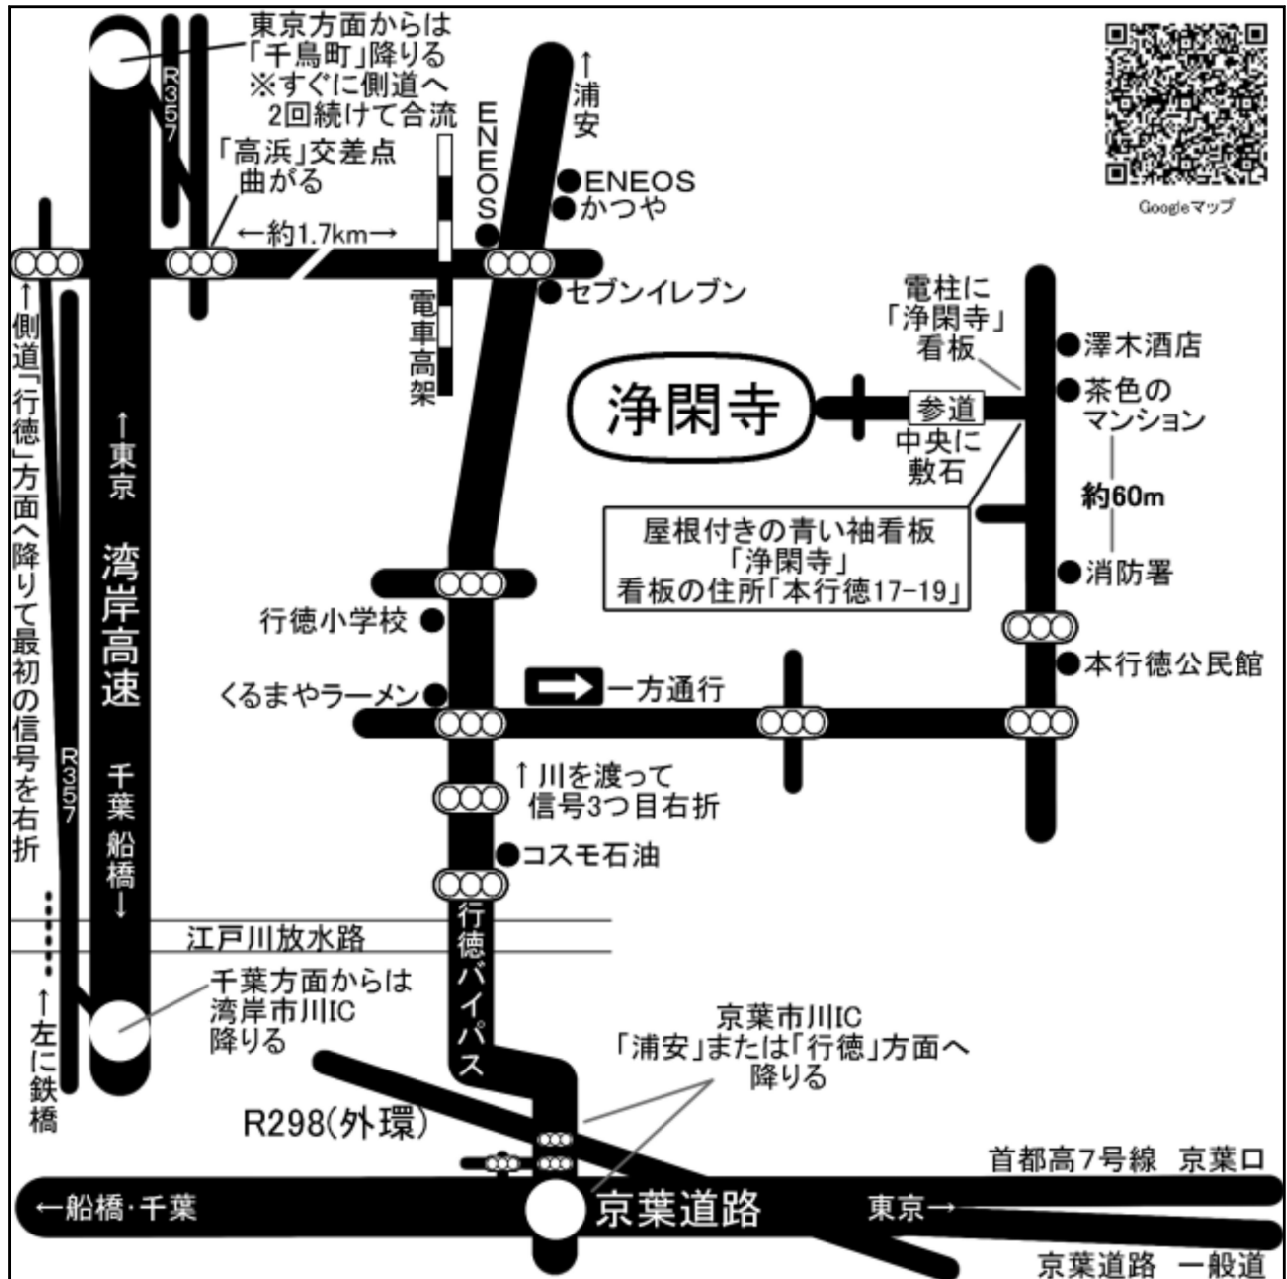 東京方面からは
「千鳥町」降りる
※すぐに側道へ
2回続けて合流
R357
「高浜」交差点
曲がる
←約1.7km→
ENEOS
↑浦安
ENEOS
かつや
セブンイレブン
電車高架
Googleマップ
電柱に
「浄閑寺」
看板
澤木酒店
茶色の
マンション
約60m
消防署
本行徳公民館
浄閑寺
参道
中央に
敷石
屋根付きの青い袖看板
「浄閑寺」
看板の住所「本行徳17-19」
←側道「行徳」方面へ降りて最初の信号を右折
R357
←東京
湾岸高速
千葉 船橋→
行徳小学校
くるまやラーメン
一方通行
↑川を渡って
信号3つ目右折
コスモ石油
行徳バイパス
江戸川放水路
千葉方面からは
湾岸市川IC
降りる
←左に鉄橋
京葉市川IC
「浦安」または「行徳」方面へ
降りる
R298(外環)
首都高7号線 京葉口
←船橋・千葉
京葉道路
東京→
京葉道路 一般道